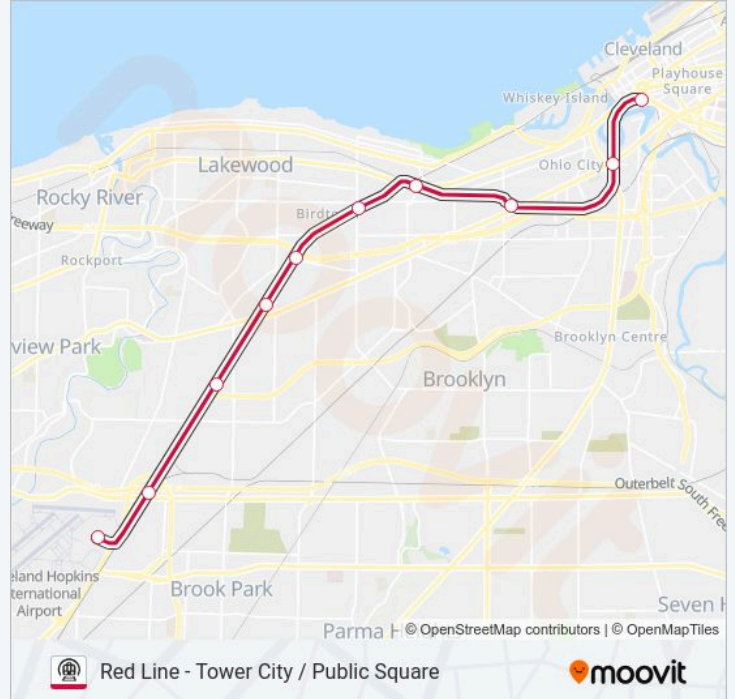 Cleveland
Playhouse
Square
Whiskey Island
Ohio City
Lakewood
Rocky River
Birdt
reeway
Rockport
view Park
Brooklyn Centre
Brooklyn
Outerbelt South Free
eland Hopkins
ternational
Airport
Brook Park
Seven H
Parma H
© OpenStreetMap contributors | © OpenMapTiles
Red Line - Tower City / Public Square
moovit